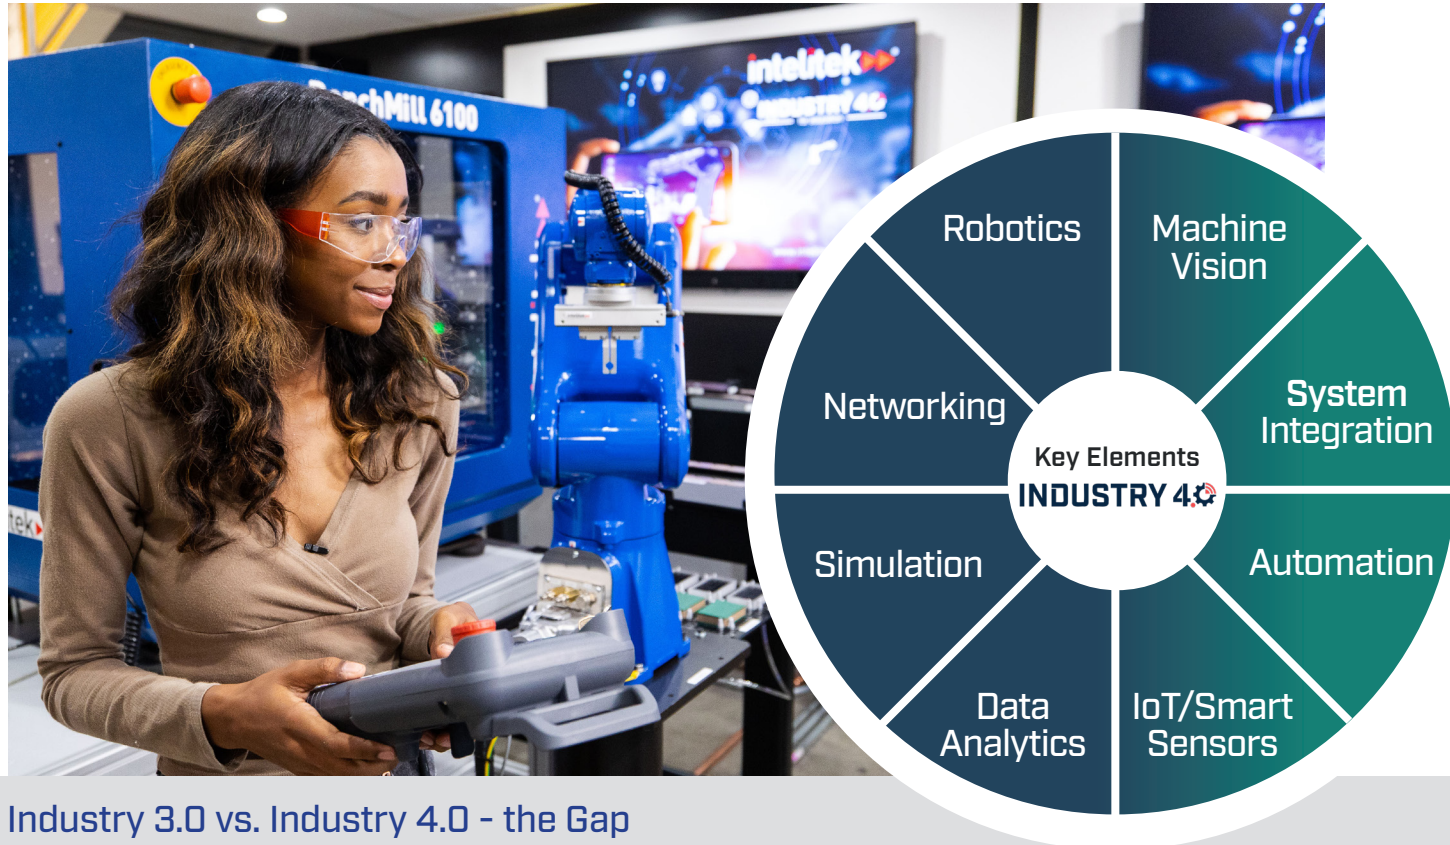 BenchMill 6100
intelitek
INDUSTRY 4.0
tek
Robotics
Machine
Vision
Networking
System
Integration
Key Elements
INDUSTRY 4.0
Simulation
Automation
Data
Analytics
IoT/Smart
Sensors
Industry 3.0 vs. Industry 4.0 - the Gap